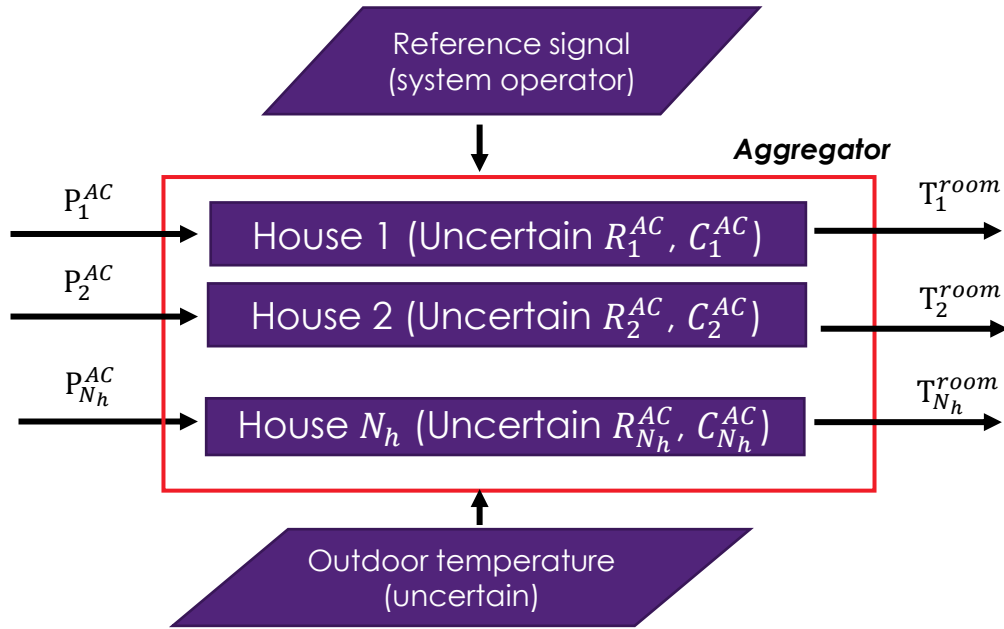 Reference signal
(system operator)
Aggregator
P_1^{AC}
House 1 (Uncertain R_1^{AC}, C_1^{AC})
T_1^{room}
P_2^{AC}
House 2 (Uncertain R_2^{AC}, C_2^{AC})
T_2^{room}
P_{N_h}^{AC}
House N_h (Uncertain R_{N_h}^{AC}, C_{N_h}^{AC})
T_{N_h}^{room}
Outdoor temperature
(uncertain)